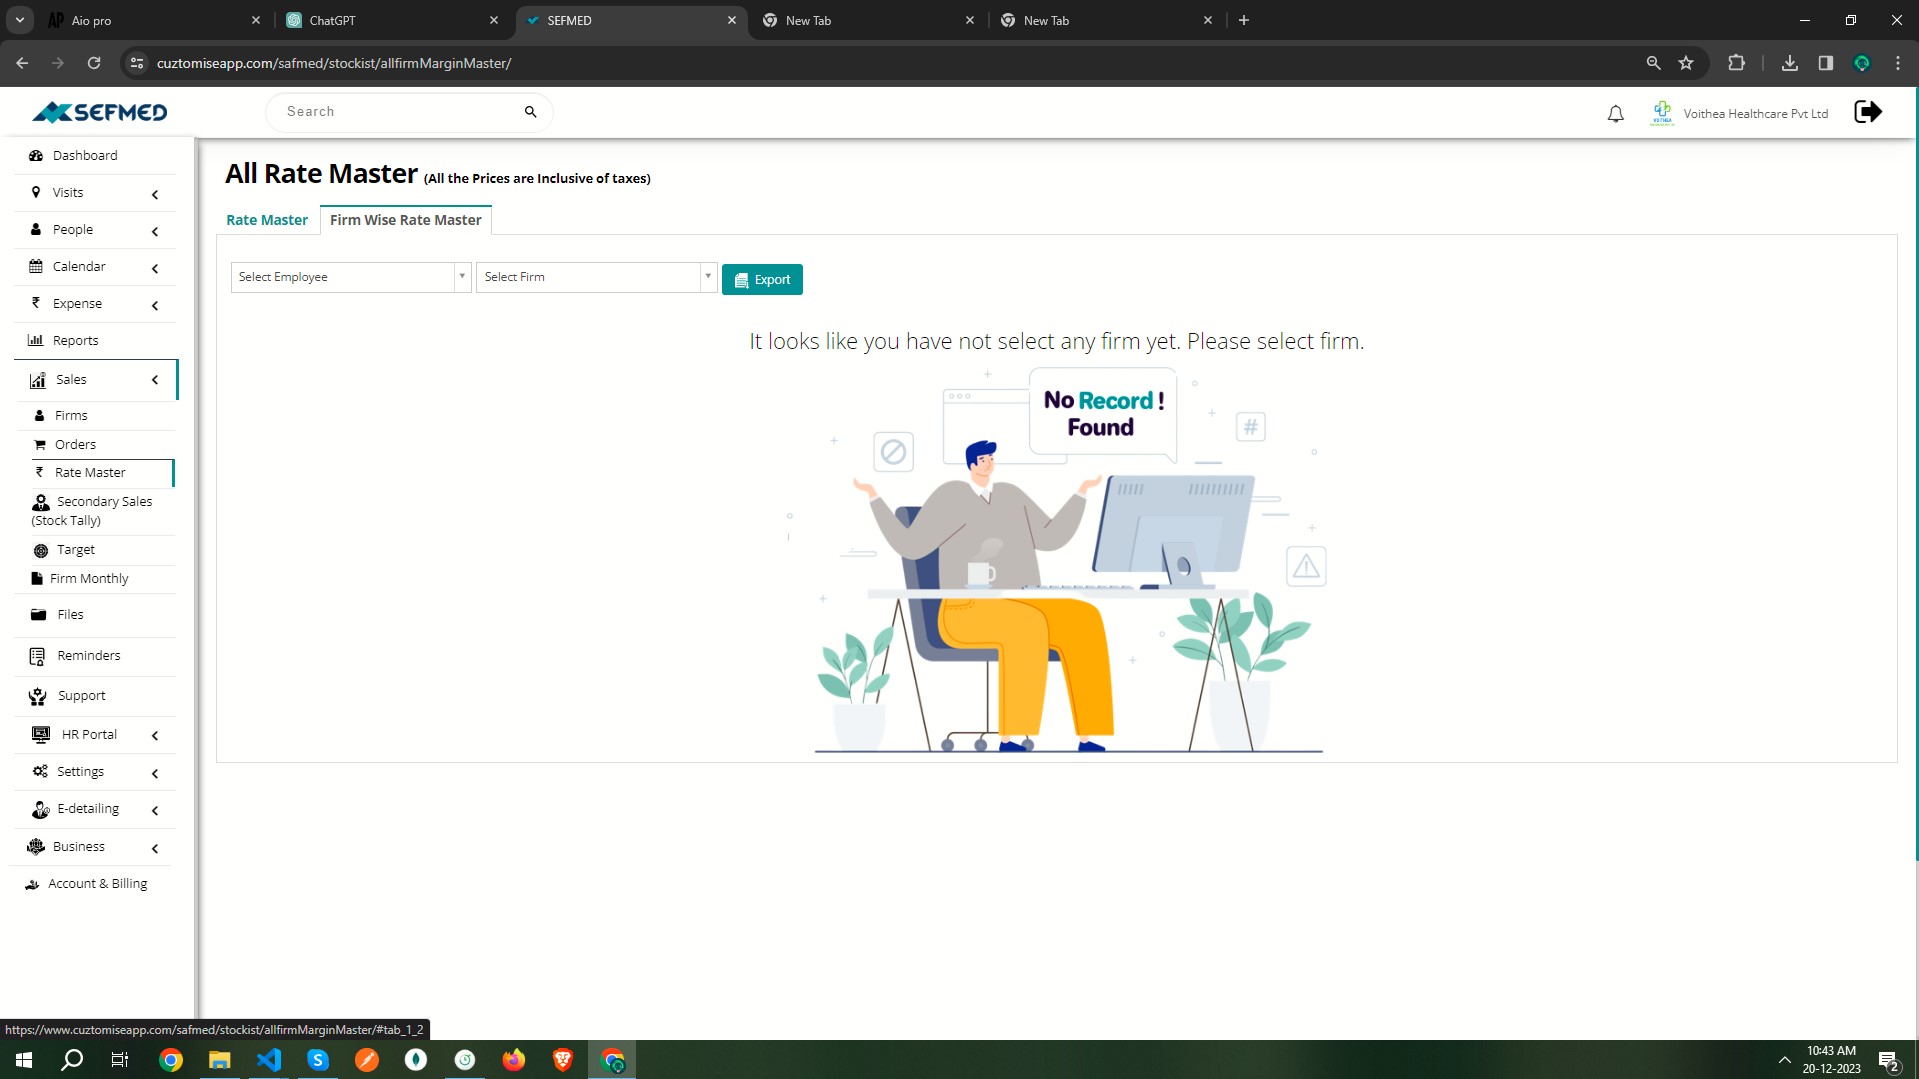 Aio pro
ChatGPT
SEFMED
New Tab
New Tab
cuztomiseapp.com/safmed/stockist/allfirmMarginMaster/
SEFMED
Search
Voithea Healthcare Pvt Ltd
Dashboard
Visits
People
Calendar
Expense
Reports
Sales
Firms
Orders
Rate Master
Secondary Sales
(Stock Tally)
Target
Firm Monthly
Files
Reminders
Support
HR Portal
Settings
E-detailing
Business
Account & Billing
All Rate Master (All the Prices are Inclusive of taxes)
Rate Master
Firm Wise Rate Master
Select Employee
Select Firm
Export
It looks like you have not select any firm yet. Please select firm.
No Record !
Found
#
https://www.cuztomiseapp.com/safmed/stockist/allfirmMarginMaster/#tab_1_2
10:43 AM
20-12-2023
2